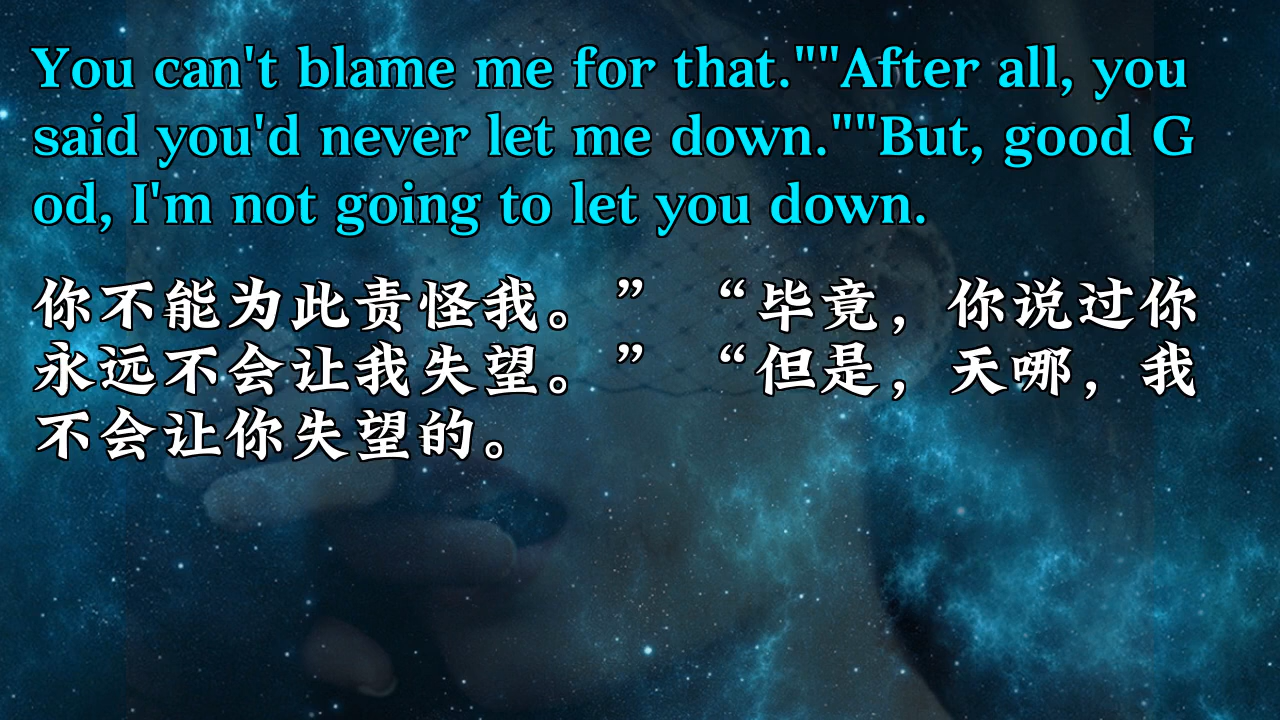 You can't blame me for that.""After all, you
said you'd never let me down.""But, good G
od, I'm not going to let you down.
你不能为此责怪我。” “毕竟，你说过你
永远不会让我失望。” “但是，天哪，我
不会让你失望的。